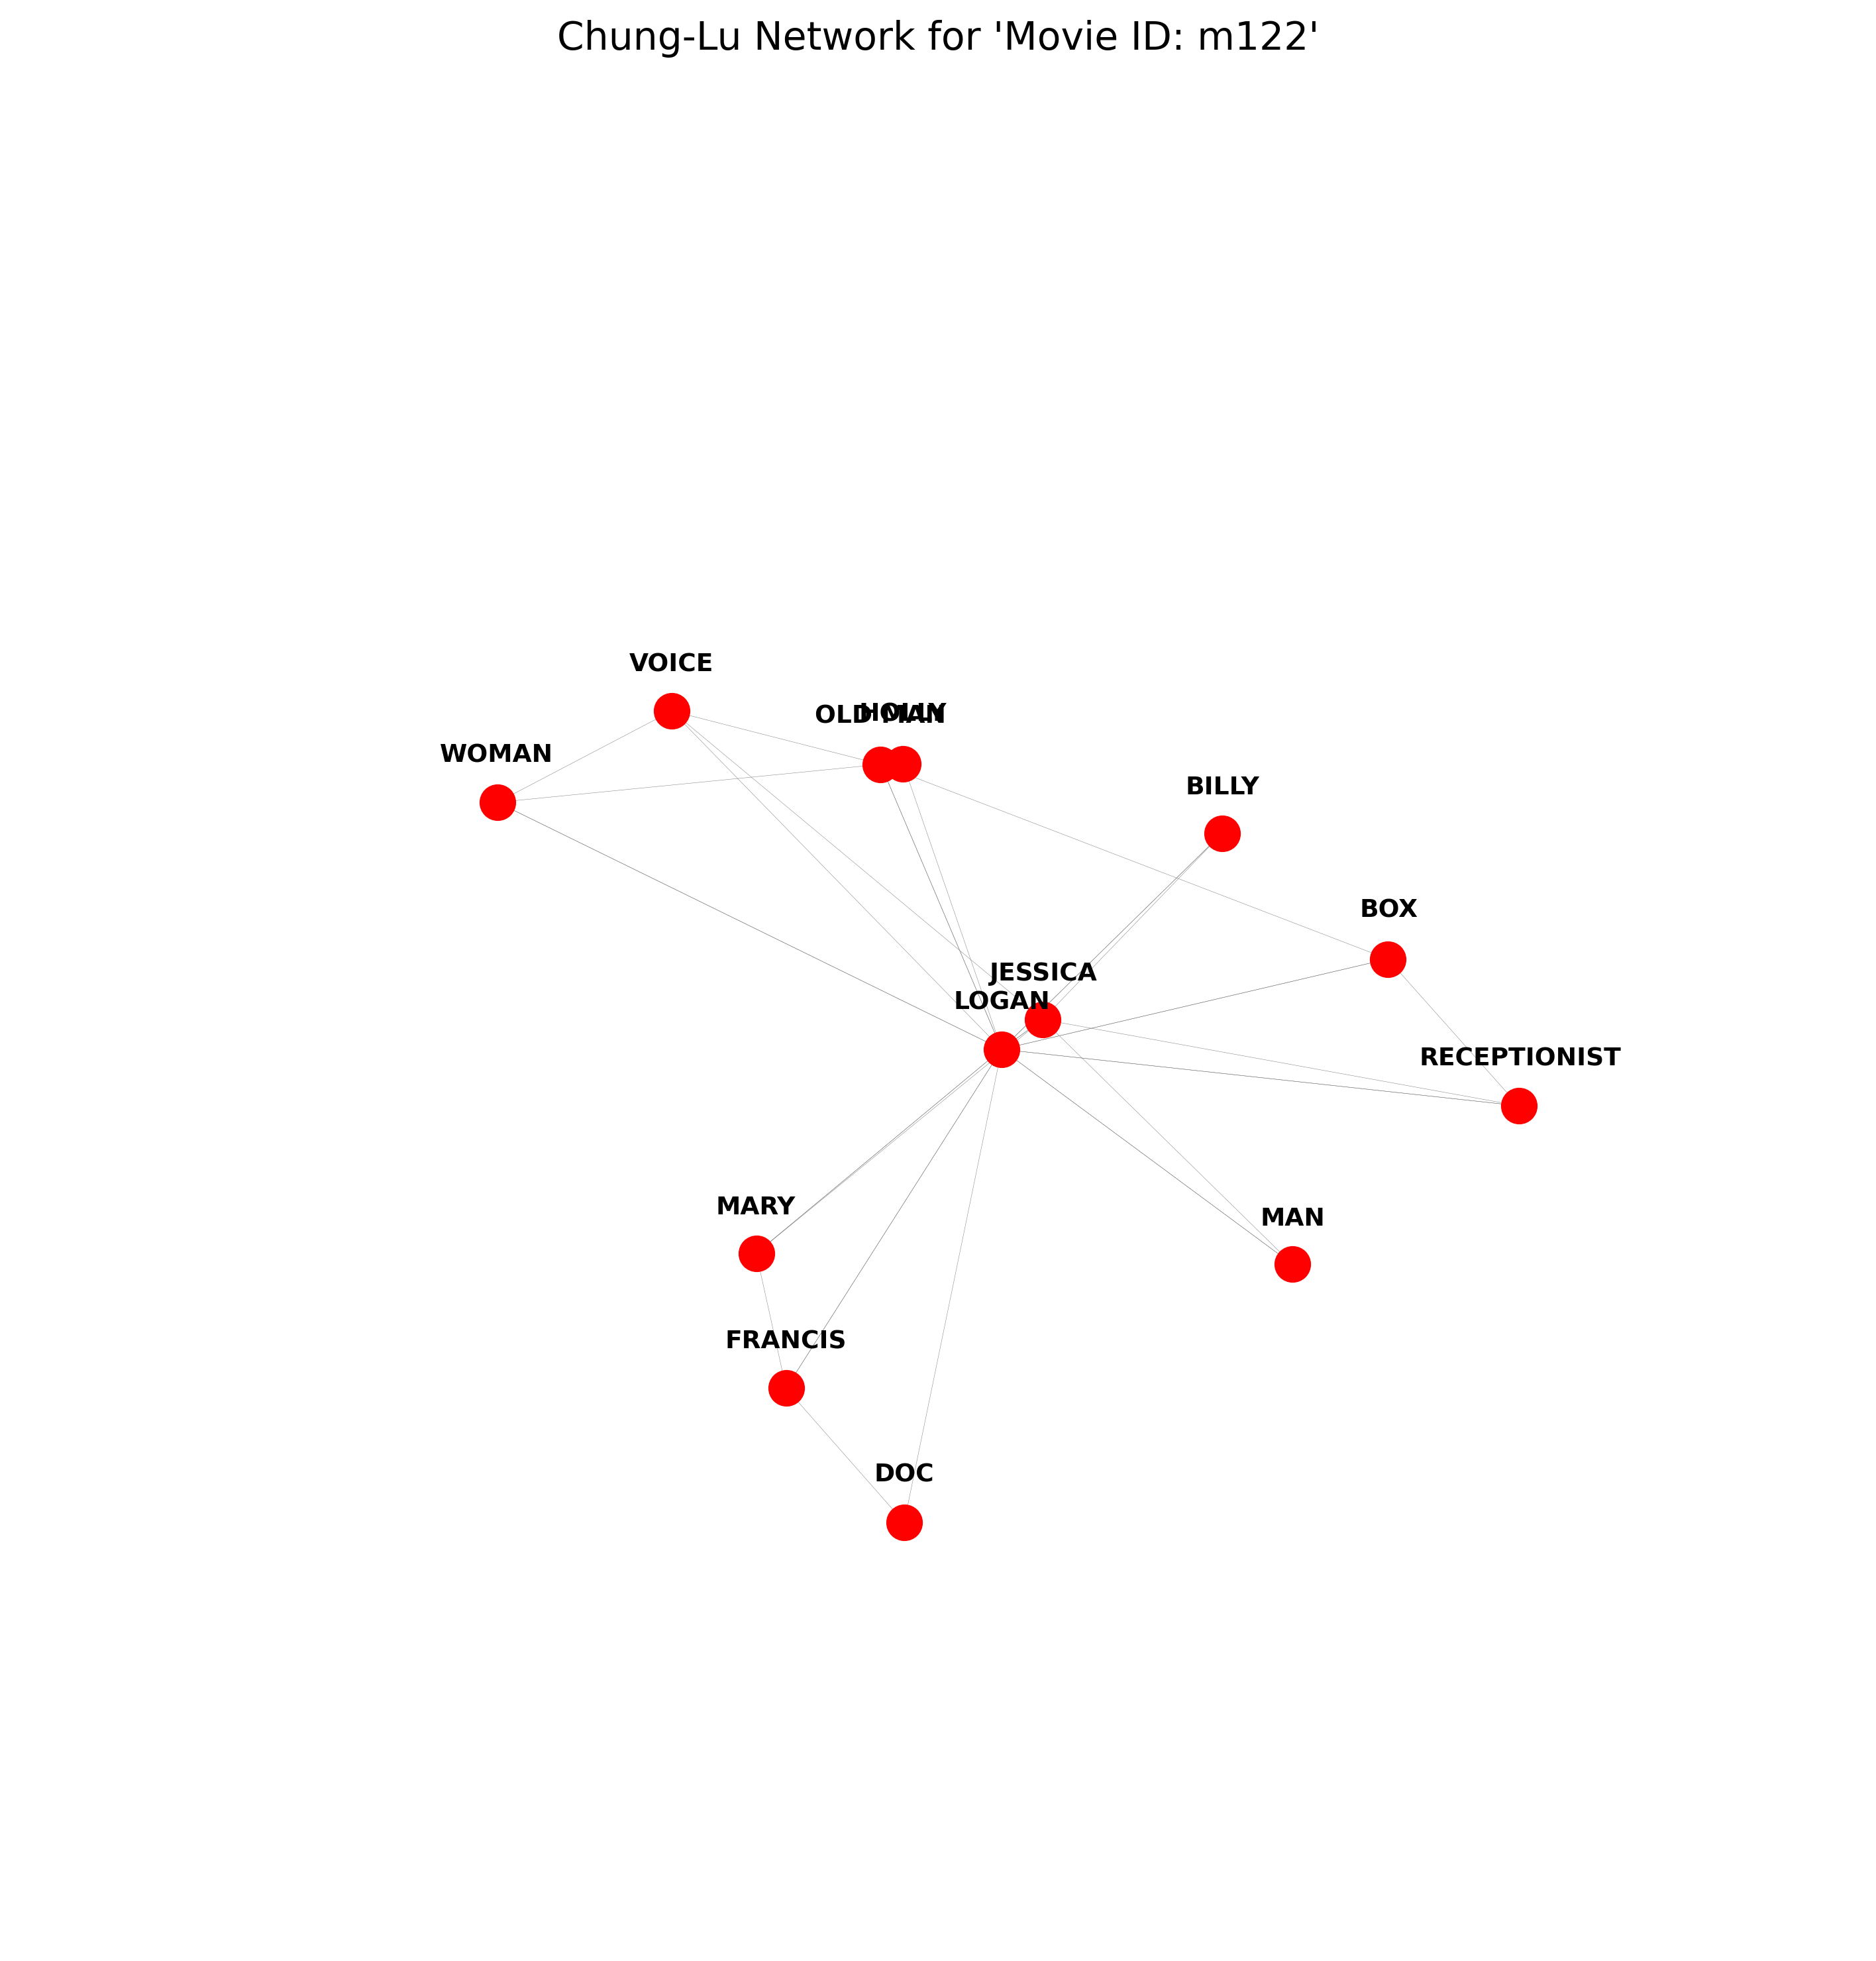 Chung-Lu Network for 'Movie ID: m122'
VOICE
OLD MAN
HOLLY
WOMAN
BILLY
BOX
JESSICA
LOGAN
RECEPTIONIST
MARY
MAN
FRANCIS
DOC